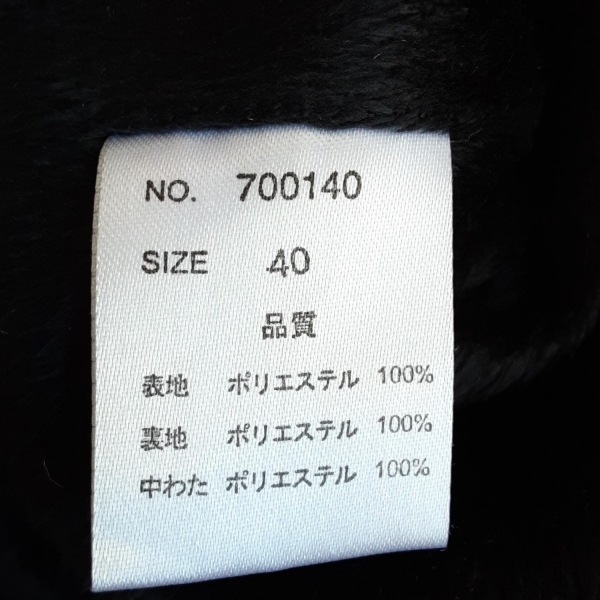 NO. 700140
SIZE 40
品質
表地 ポリエステル 100%
裏地 ポリエステル 100%
中わた ポリエステル 100%